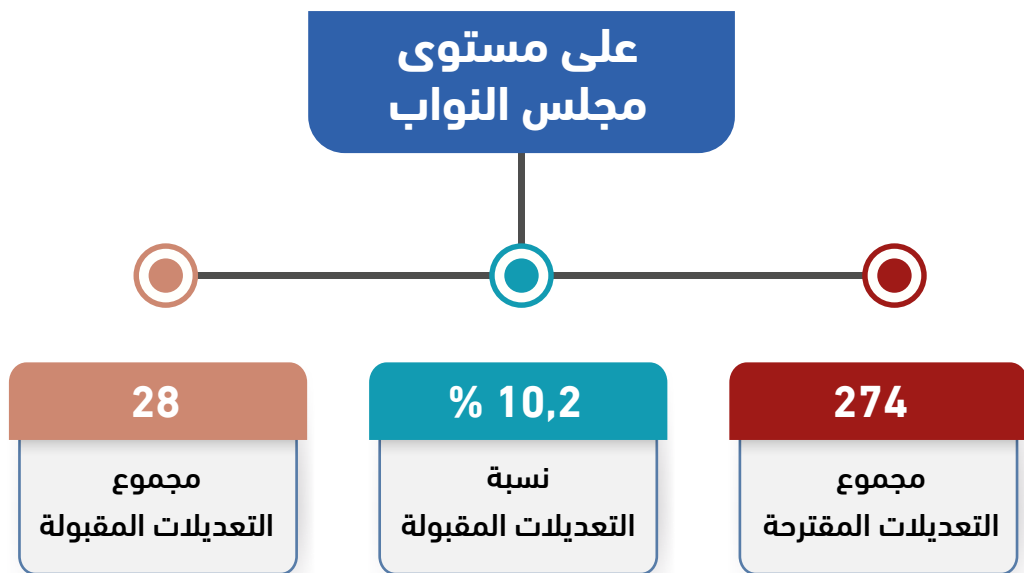 على مستوى
مجلس النواب
274
مجموع
التعديلات المقترحة
10,2 %
نسبة
التعديلات المقبولة
28
مجموع
التعديلات المقبولة